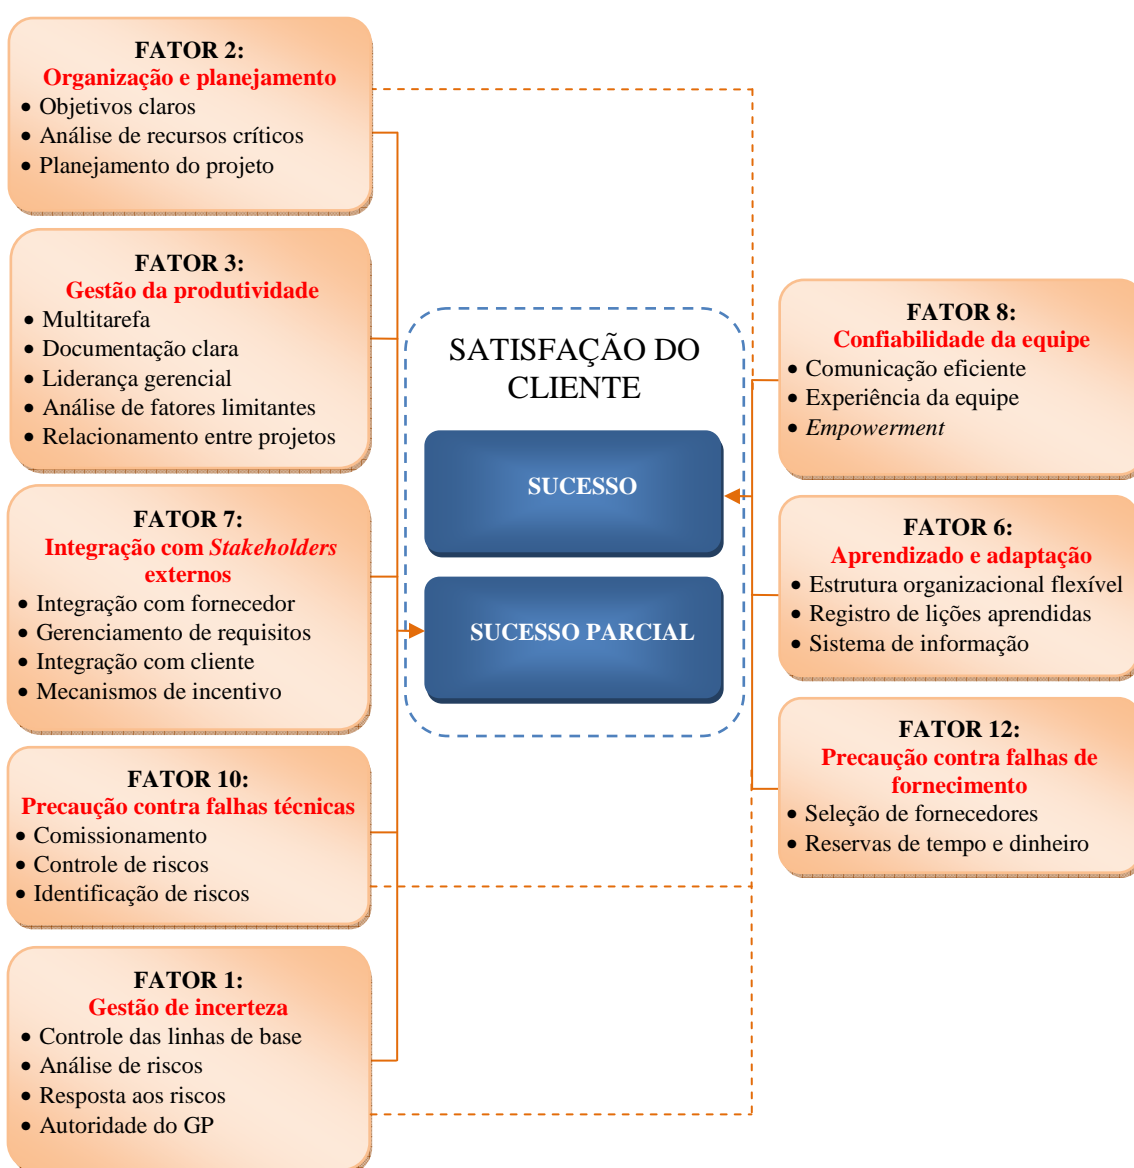 FATOR 2:
Organização e planejamento
• Objetivos claros
• Análise de recursos críticos
• Planejamento do projeto
FATOR 3:
Gestão da produtividade
• Multitarefa
• Documentação clara
• Liderança gerencial
• Análise de fatores limitantes
• Relacionamento entre projetos
FATOR 7:
Integração com Stakeholders
externos
• Integração com fornecedor
• Gerenciamento de requisitos
• Integração com cliente
• Mecanismos de incentivo
FATOR 10:
Precaução contra falhas técnicas
• Comissionamento
• Controle de riscos
• Identificação de riscos
FATOR 1:
Gestão de incerteza
• Controle das linhas de base
• Análise de riscos
• Resposta aos riscos
• Autoridade do GP
SATISFAÇÃO DO
CLIENTE
SUCESSO
SUCESSO PARCIAL
FATOR 8:
Confiabilidade da equipe
• Comunicação eficiente
• Experiência da equipe
• Empowerment
FATOR 6:
Aprendizado e adaptação
• Estrutura organizacional flexível
• Registro de lições aprendidas
• Sistema de informação
FATOR 12:
Precaução contra falhas de
fornecimento
• Seleção de fornecedores
• Reservas de tempo e dinheiro